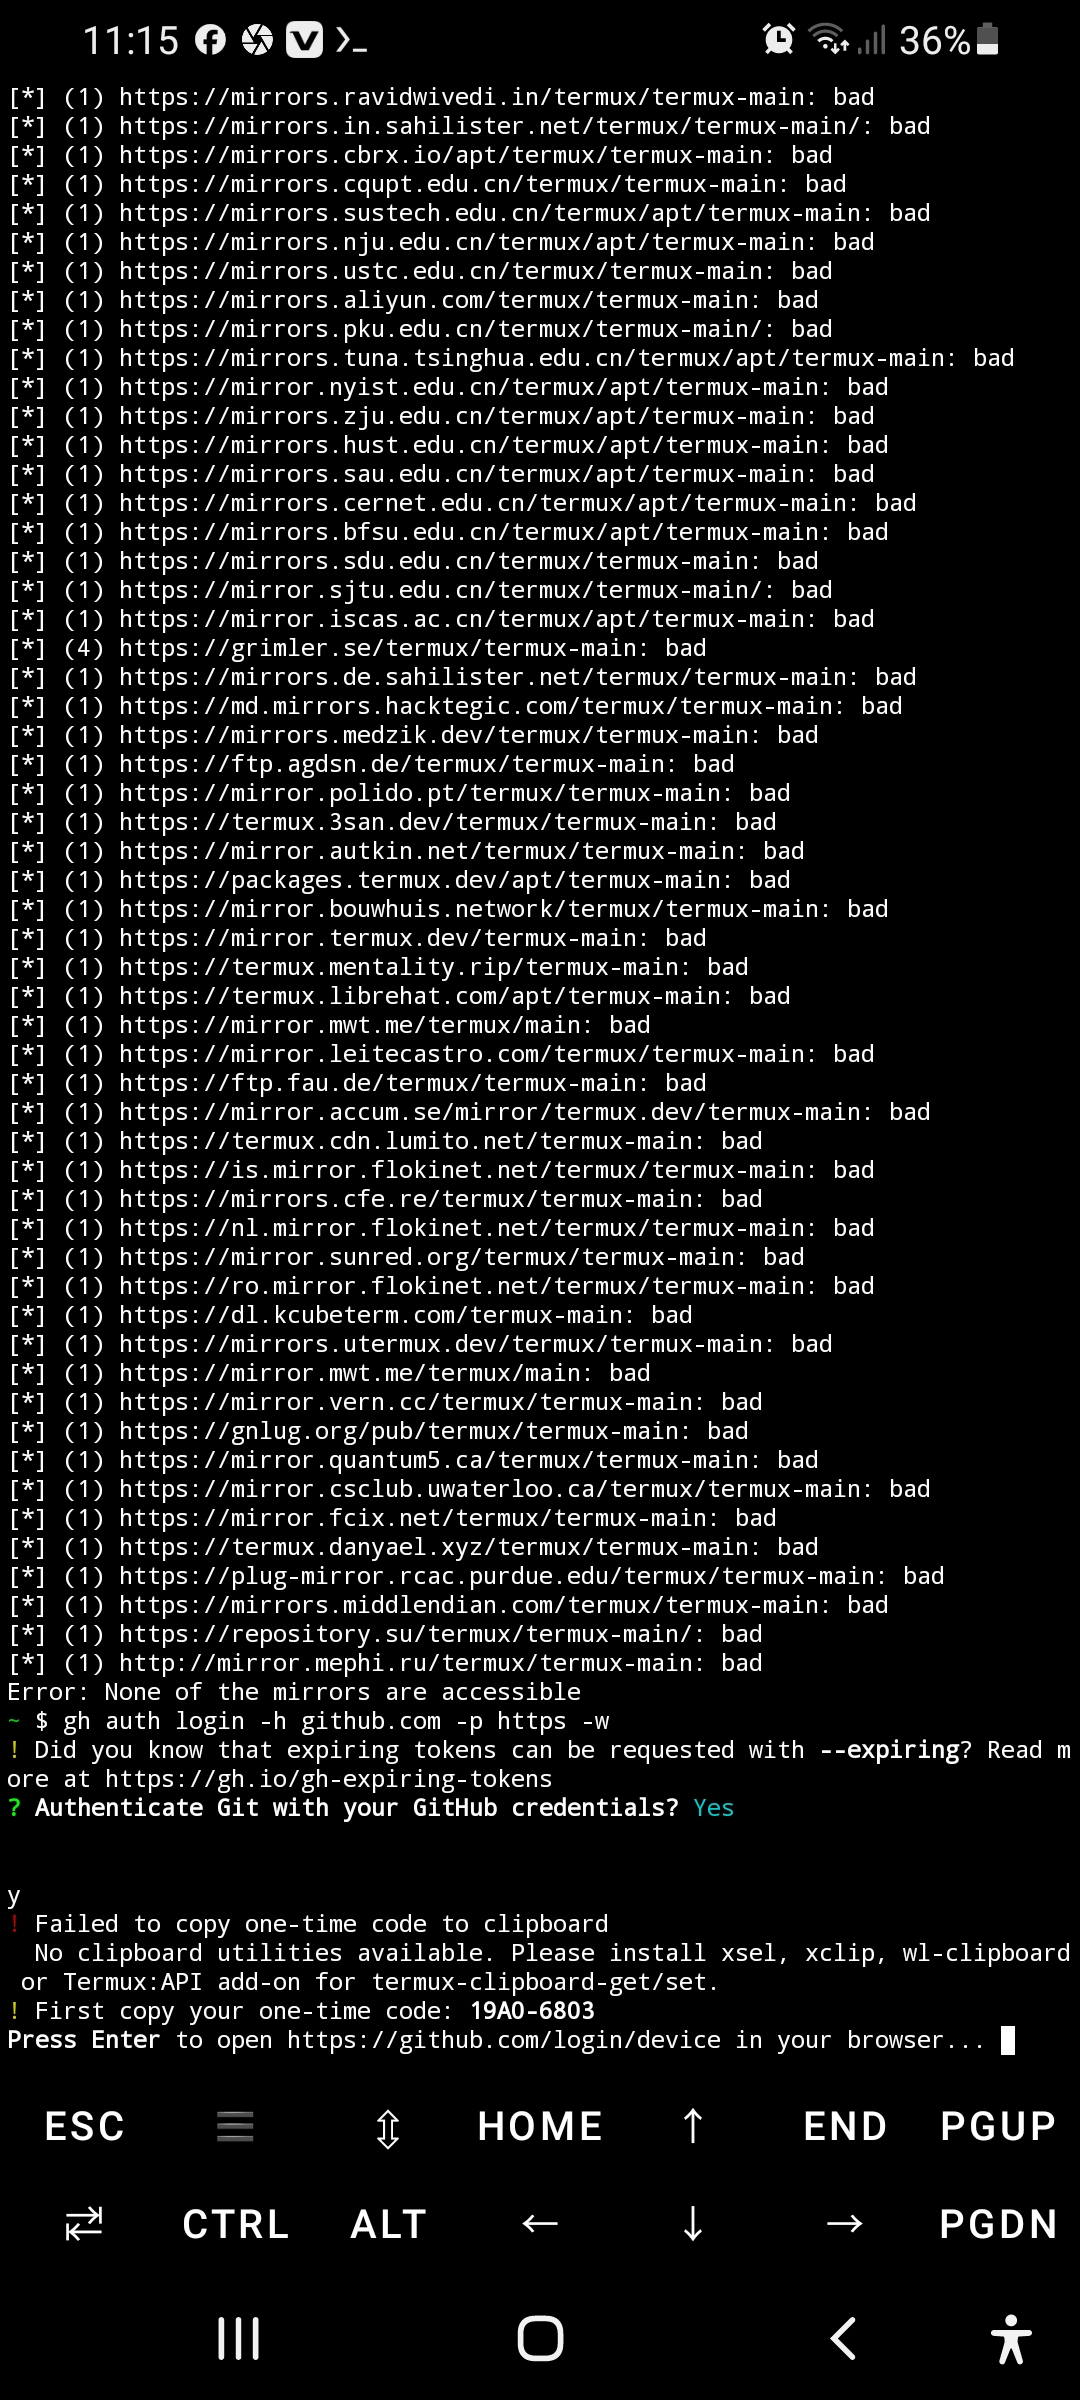 11:15 36%
[*] (1) https://mirrors.ravidwivedi.in/termux/termux-main: bad
[*] (1) https://mirrors.in.sahilister.net/termux/termux-main/: bad
[*] (1) https://mirrors.cbrx.io/apt/termux/termux-main: bad
[*] (1) https://mirrors.cqupt.edu.cn/termux/termux-main: bad
[*] (1) https://mirrors.sustech.edu.cn/termux/apt/termux-main: bad
[*] (1) https://mirrors.nju.edu.cn/termux/apt/termux-main: bad
[*] (1) https://mirrors.ustc.edu.cn/termux/termux-main: bad
[*] (1) https://mirrors.aliyun.com/termux/termux-main: bad
[*] (1) https://mirrors.pku.edu.cn/termux/termux-main/: bad
[*] (1) https://mirrors.tuna.tsinghua.edu.cn/termux/apt/termux-main: bad
[*] (1) https://mirror.nyist.edu.cn/termux/apt/termux-main: bad
[*] (1) https://mirrors.zju.edu.cn/termux/apt/termux-main: bad
[*] (1) https://mirrors.hust.edu.cn/termux/apt/termux-main: bad
[*] (1) https://mirrors.sau.edu.cn/termux/apt/termux-main: bad
[*] (1) https://mirrors.cernet.edu.cn/termux/apt/termux-main: bad
[*] (1) https://mirrors.bfsu.edu.cn/termux/apt/termux-main: bad
[*] (1) https://mirrors.sdu.edu.cn/termux/termux-main: bad
[*] (1) https://mirror.sjtu.edu.cn/termux/termux-main/: bad
[*] (1) https://mirror.iscas.ac.cn/termux/apt/termux-main: bad
[*] (4) https://grimler.se/termux/termux-main: bad
[*] (1) https://mirrors.de.sahilister.net/termux/termux-main: bad
[*] (1) https://md.mirrors.hacktegic.com/termux/termux-main: bad
[*] (1) https://mirrors.medzik.dev/termux/termux-main: bad
[*] (1) https://ftp.agdsn.de/termux/termux-main: bad
[*] (1) https://mirror.polido.pt/termux/termux-main: bad
[*] (1) https://termux.3san.dev/termux/termux-main: bad
[*] (1) https://mirror.autkin.net/termux/termux-main: bad
[*] (1) https://packages.termux.dev/apt/termux-main: bad
[*] (1) https://mirror.bouwhuis.network/termux/termux-main: bad
[*] (1) https://mirror.termux.dev/termux-main: bad
[*] (1) https://termux.mentality.rip/termux-main: bad
[*] (1) https://termux.librehat.com/apt/termux-main: bad
[*] (1) https://mirror.mwt.me/termux/main: bad
[*] (1) https://mirror.leitecastro.com/termux/termux-main: bad
[*] (1) https://ftp.fau.de/termux/termux-main: bad
[*] (1) https://mirror.accum.se/mirror/termux.dev/termux-main: bad
[*] (1) https://termux.cdn.lumito.net/termux-main: bad
[*] (1) https://is.mirror.flokinet.net/termux/termux-main: bad
[*] (1) https://mirrors.cfe.re/termux/termux-main: bad
[*] (1) https://nl.mirror.flokinet.net/termux/termux-main: bad
[*] (1) https://mirror.sunred.org/termux/termux-main: bad
[*] (1) https://ro.mirror.flokinet.net/termux/termux-main: bad
[*] (1) https://dl.kcubeterm.com/termux-main: bad
[*] (1) https://mirrors.utermux.dev/termux/termux-main: bad
[*] (1) https://mirror.mwt.me/termux/main: bad
[*] (1) https://mirror.vern.cc/termux/termux-main: bad
[*] (1) https://gnlug.org/pub/termux/termux-main: bad
[*] (1) https://mirror.quantum5.ca/termux/termux-main: bad
[*] (1) https://mirror.csclub.uwaterloo.ca/termux/termux-main: bad
[*] (1) https://mirror.fcix.net/termux/termux-main: bad
[*] (1) https://termux.danyael.xyz/termux/termux-main: bad
[*] (1) https://plug-mirror.rcac.purdue.edu/termux/termux-main: bad
[*] (1) https://mirrors.middlendian.com/termux/termux-main: bad
[*] (1) https://repository.su/termux/termux-main/: bad
[*] (1) http://mirror.mephi.ru/termux/termux-main: bad
Error: None of the mirrors are accessible
~ $ gh auth login -h github.com -p https -w
! Did you know that expiring tokens can be requested with --expiring? Read m
ore at https://gh.io/gh-expiring-tokens
? Authenticate Git with your GitHub credentials? Yes
y
! Failed to copy one-time code to clipboard
No clipboard utilities available. Please install xsel, xclip, wl-clipboard
or Termux:API add-on for termux-clipboard-get/set.
! First copy your one-time code: 19A0-6803
Press Enter to open https://github.com/login/device in your browser...
ESC ☰ ⇳ HOME ↑ END PGUP
⇄ CTRL ALT ← ↓ → PGDN